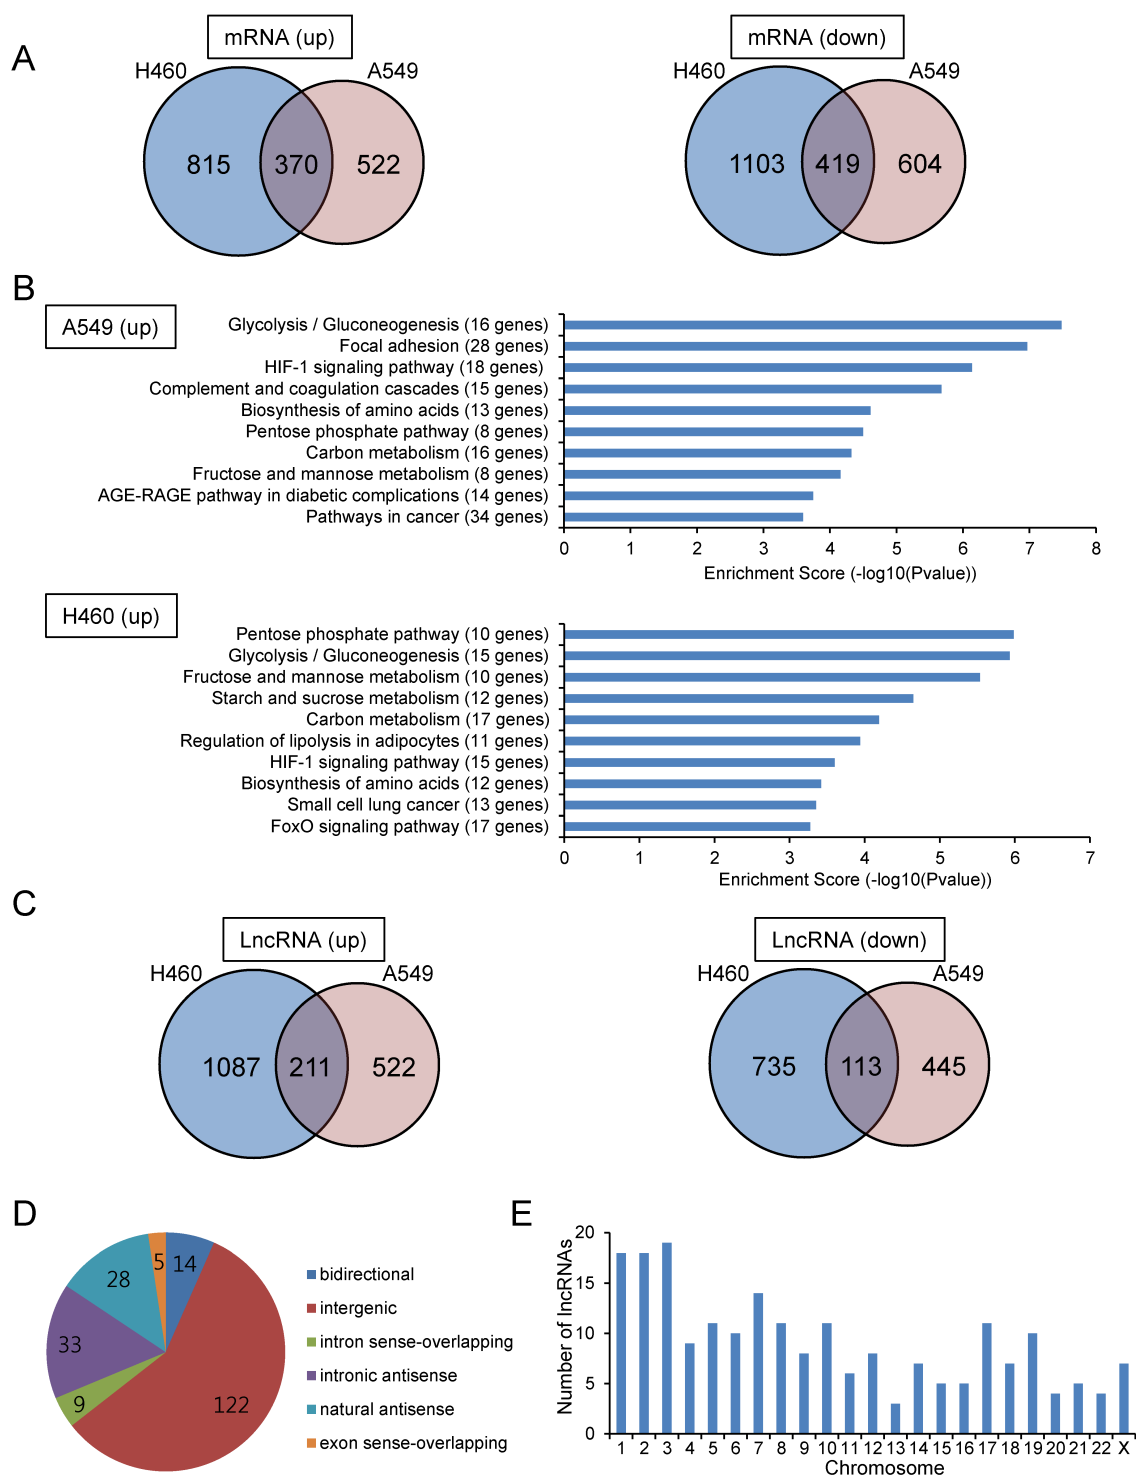 A
mRNA (up)
H460
A549
815
370
522
mRNA (down)
H460
A549
1103
419
604
B
A549 (up)
Glycolysis / Gluconeogenesis (16 genes)
Focal adhesion (28 genes)
HIF-1 signaling pathway (18 genes)
Complement and coagulation cascades (15 genes)
Biosynthesis of amino acids (13 genes)
Pentose phosphate pathway (8 genes)
Carbon metabolism (16 genes)
Fructose and mannose metabolism (8 genes)
AGE-RAGE pathway in diabetic complications (14 genes)
Pathways in cancer (34 genes)
0 1 2 3 4 5 6 7 8
Enrichment Score (-log10(Pvalue))
H460 (up)
Pentose phosphate pathway (10 genes)
Glycolysis / Gluconeogenesis (15 genes)
Fructose and mannose metabolism (10 genes)
Starch and sucrose metabolism (12 genes)
Carbon metabolism (17 genes)
Regulation of lipolysis in adipocytes (11 genes)
HIF-1 signaling pathway (15 genes)
Biosynthesis of amino acids (12 genes)
Small cell lung cancer (13 genes)
FoxO signaling pathway (17 genes)
0 1 2 3 4 5 6 7
Enrichment Score (-log10(Pvalue))
C
LncRNA (up)
H460
A549
1087
211
522
LncRNA (down)
H460
A549
735
113
445
D
5
14
28
33
9
122
bidirectional
intergenic
intron sense-overlapping
intronic antisense
natural antisense
exon sense-overlapping
E
Number of lncRNAs
20
15
10
5
0
1 2 3 4 5 6 7 8 9 10 11 12 13 14 15 16 17 18 19 20 21 22 X
Chromosome